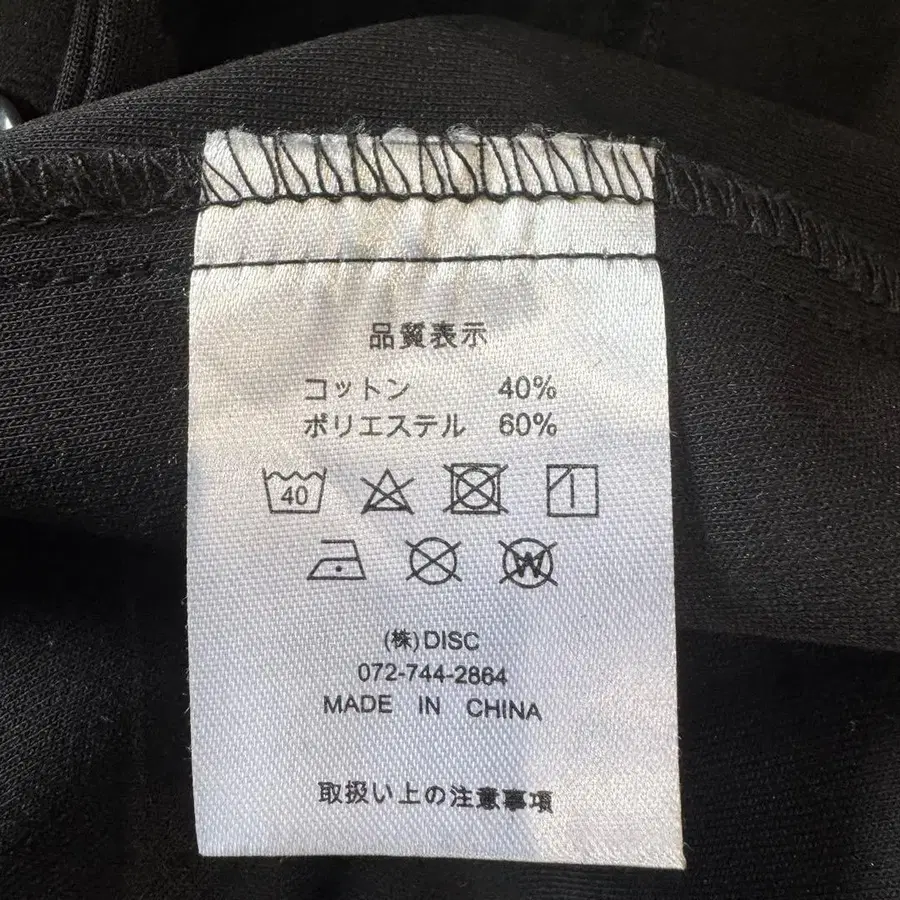 品質表示
コットン 40%
ポリエステル 60%
40
W
(株)DISC
072-744-2864
MADE IN CHINA
取扱い上の注意事項